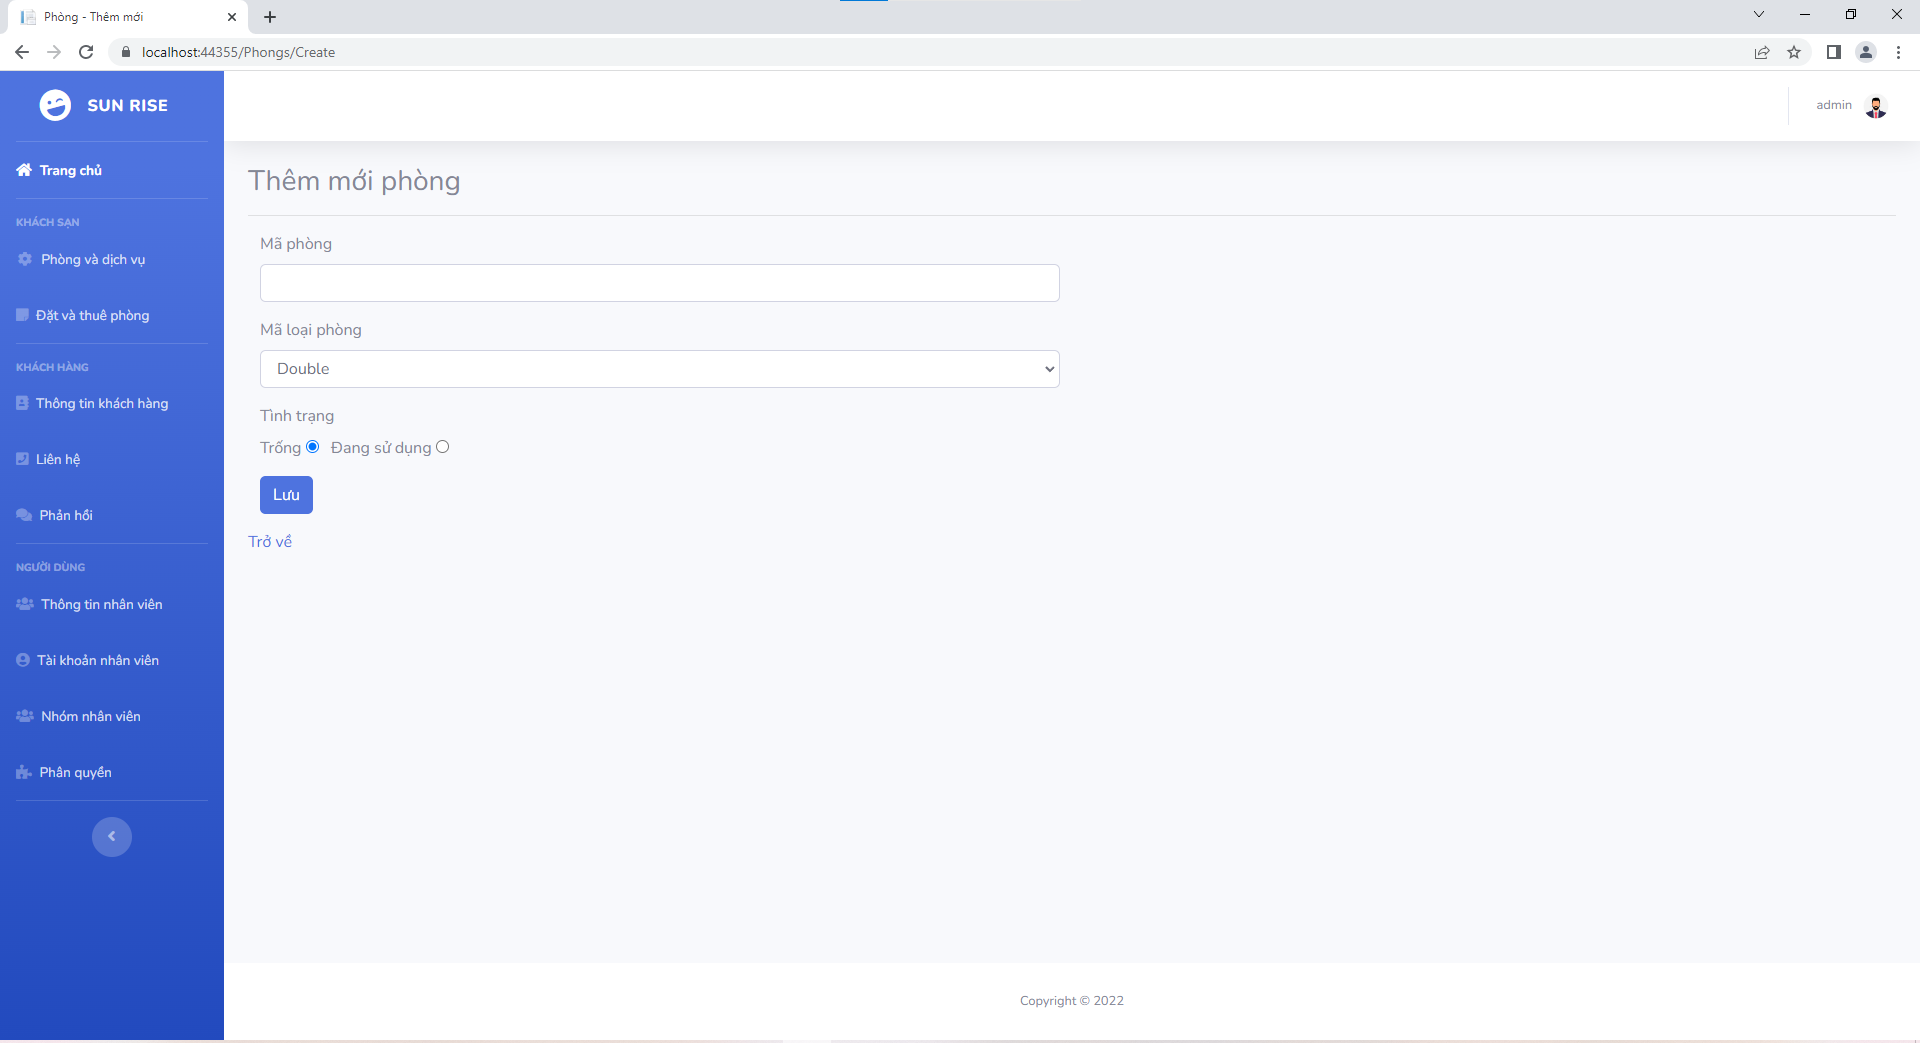 Phòng - Thêm mới
localhost:44355/Phongs/Create
SUN RISE
admin
Trang chủ
KHÁCH SẠN
Phòng và dịch vụ
Đặt và thuê phòng
KHÁCH HÀNG
Thông tin khách hàng
Liên hệ
Phản hồi
NGƯỜI DÙNG
Thông tin nhân viên
Tài khoản nhân viên
Nhóm nhân viên
Phân quyền
Thêm mới phòng
Mã phòng
Mã loại phòng
Double
Tình trạng
Trống Đang sử dụng
Lưu
Trở về
Copyright © 2022